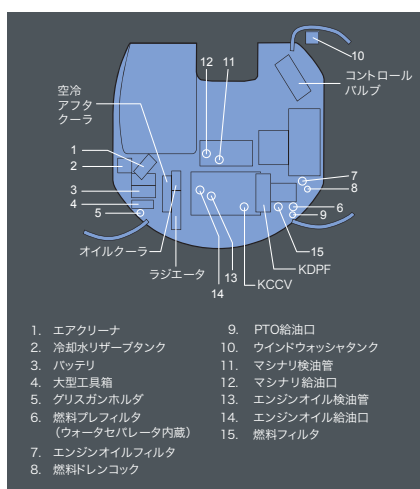 10
コントロール
バルブ
12
11
空冷
アフタ
クーラ
1
2
3
4
5
7
8
6
9
オイルクーラ
ラジエータ
15
KDPF
13
KCCV
14
1. エアクリーナ
2. 冷却水リザーブタンク
3. バッテリ
4. 大型工具箱
5. グリスガンホルダ
6. 燃料プレフィルタ
（ウォータセパレータ内蔵）
7. エンジンオイルフィルタ
8. 燃料ドレンコック
9. PTO給油口
10. ウインドウォッシャタンク
11. マシナリ検油管
12. マシナリ給油口
13. エンジンオイル検油管
14. エンジンオイル給油口
15. 燃料フィルタ